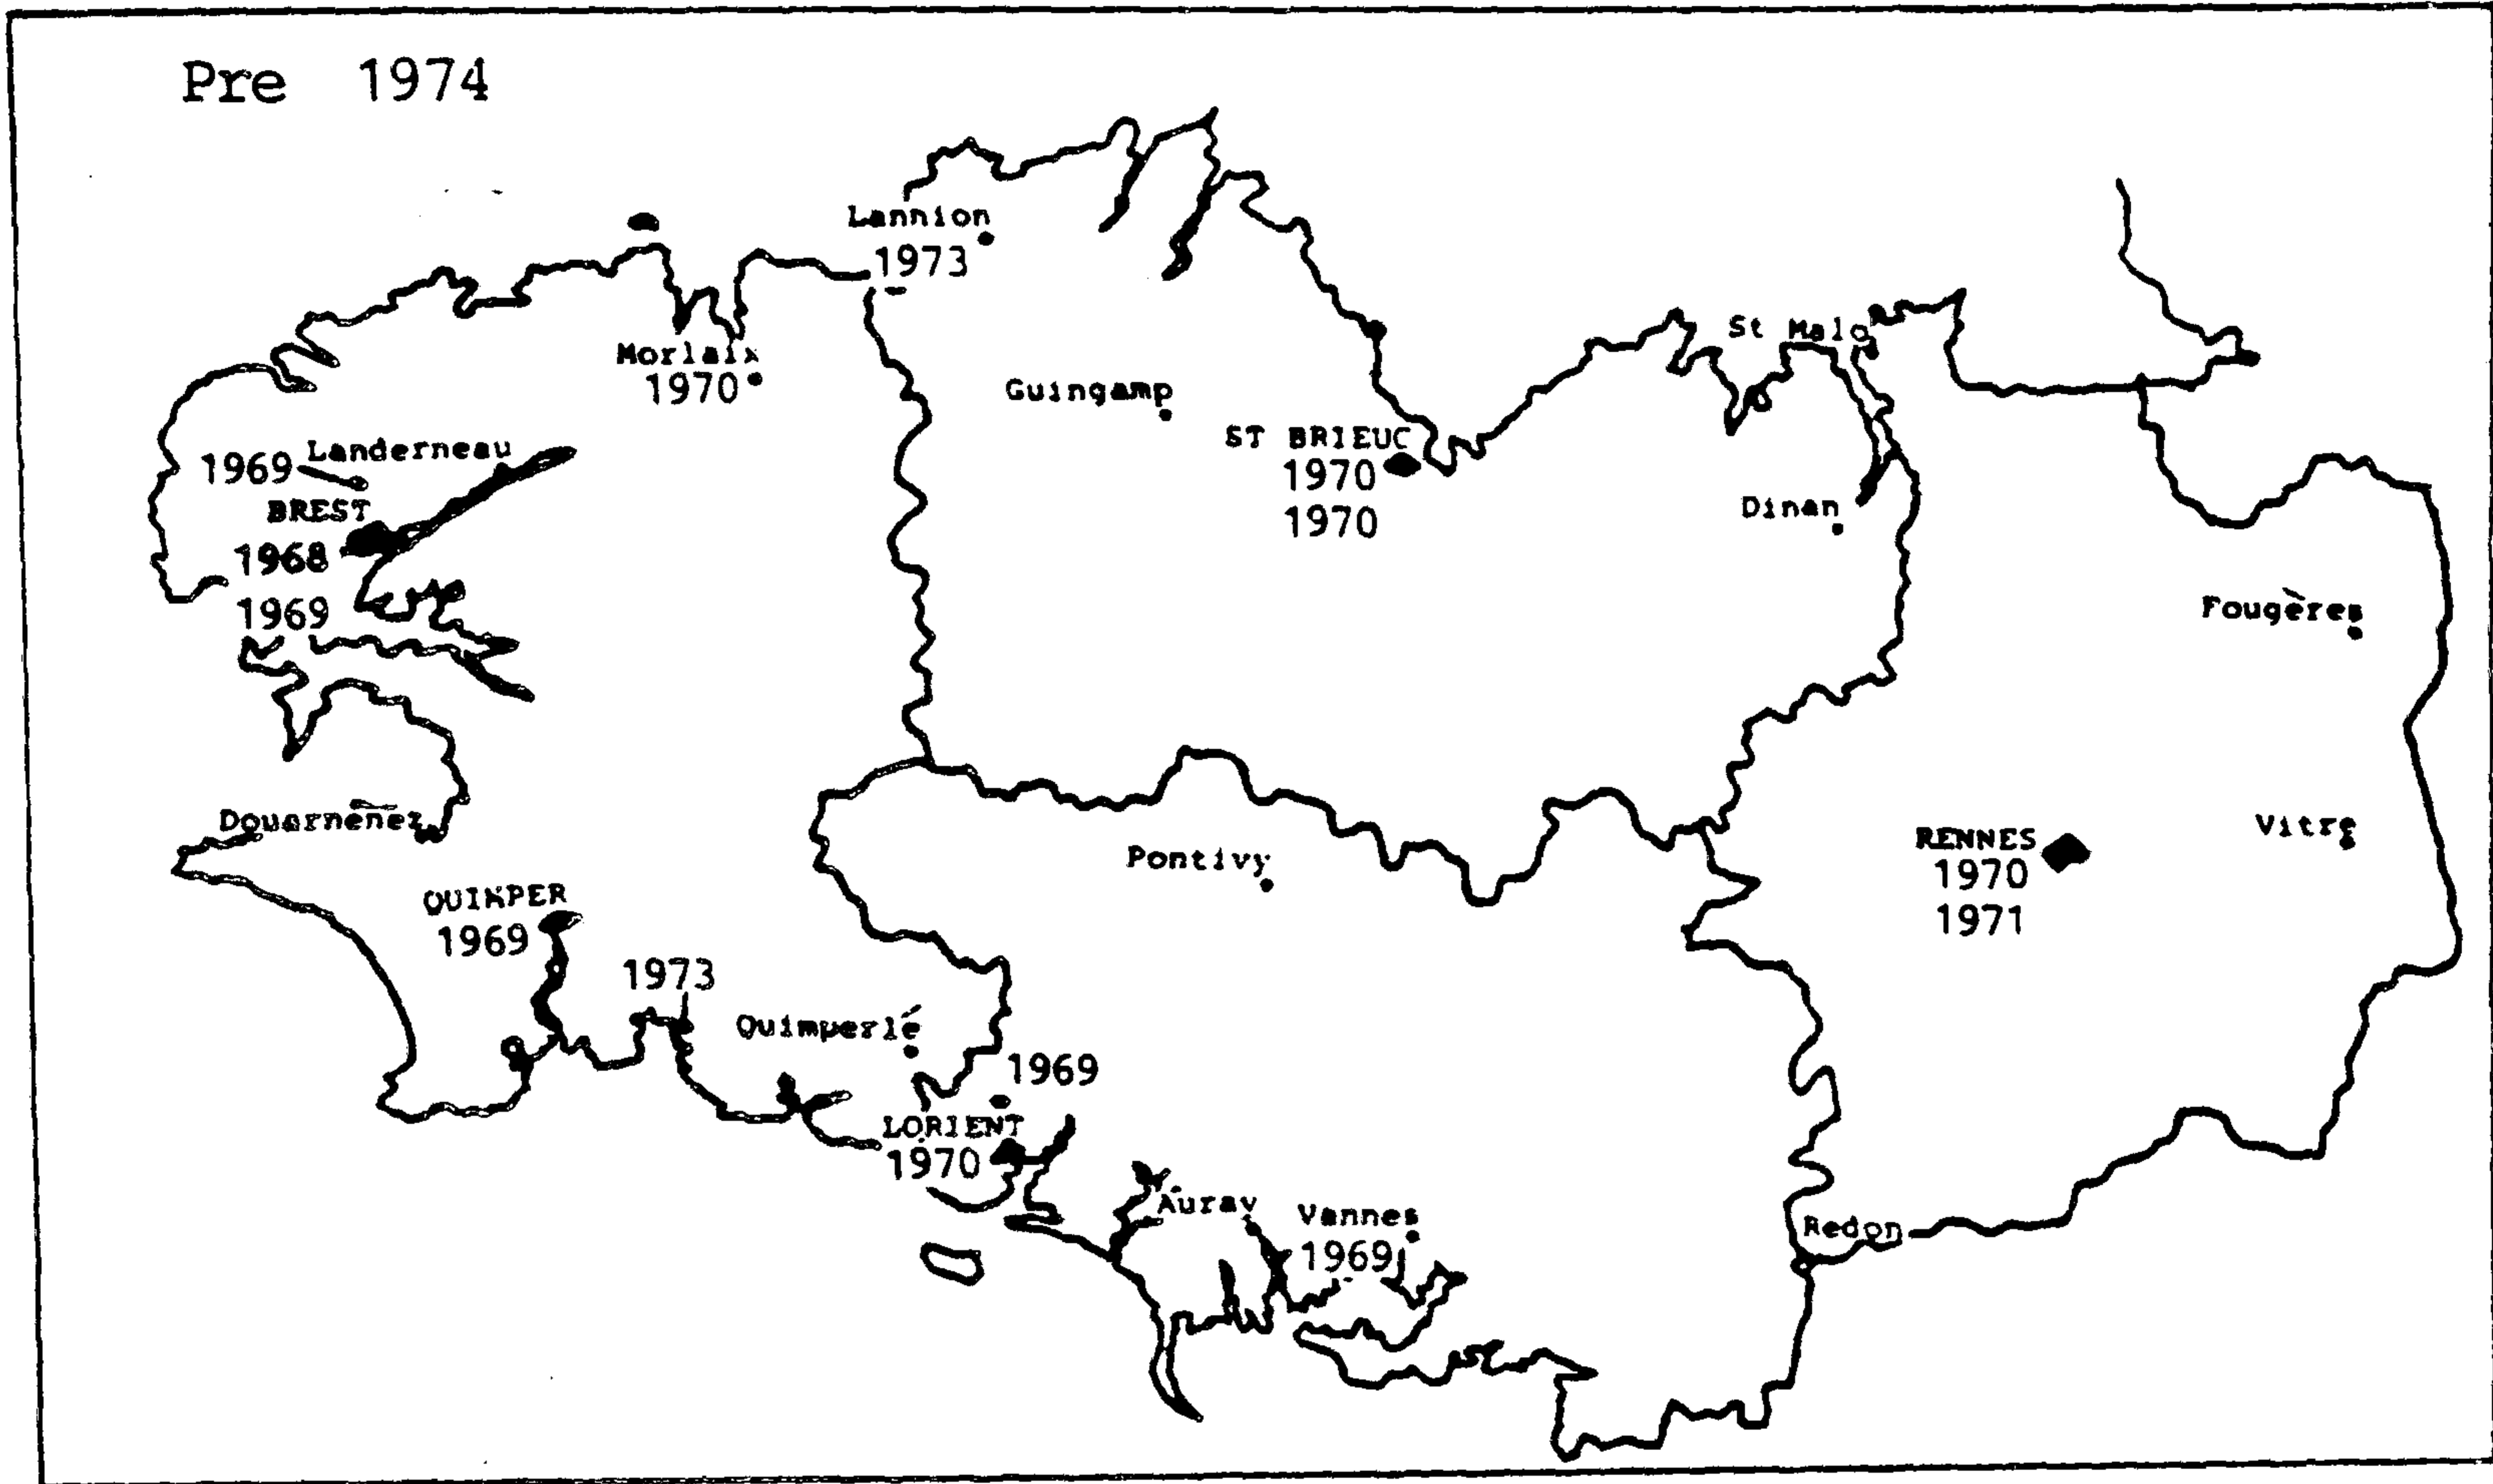 Pre 1974
Lannion
1973
Morlaix
1970
Guingamp
St Malo
ST BRIEUC
1970
1970
Dinan
1969 Landerneau
BREST
1968
1969
Fougères
Douarnenez
Pontivy
RENNES
1970
1971
Vitré
QUIMPER
1969
1973
Quimperlé
1969
LORIENT
1970
Auray
Vannes
1969
Redon